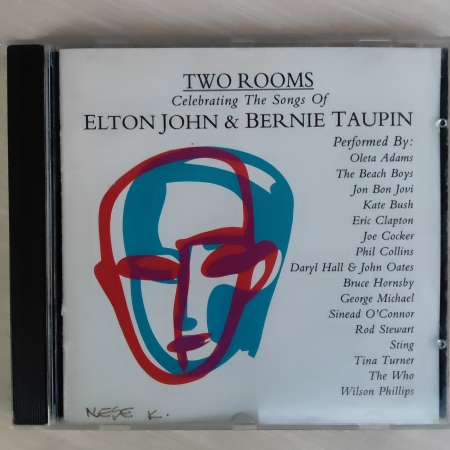 TWO ROOMS
Celebrating The Songs Of
ELTON JOHN & BERNIE TAUPIN
Performed By:
Oleta Adams
The Beach Boys
Jon Bon Jovi
Kate Bush
Eric Clapton
Joe Cocker
Phil Collins
Daryl Hall & John Oates
Bruce Hornsby
George Michael
Sinead O'Connor
Rod Stewart
Sting
Tina Turner
The Who
Wilson Phillips
NEŞE K.